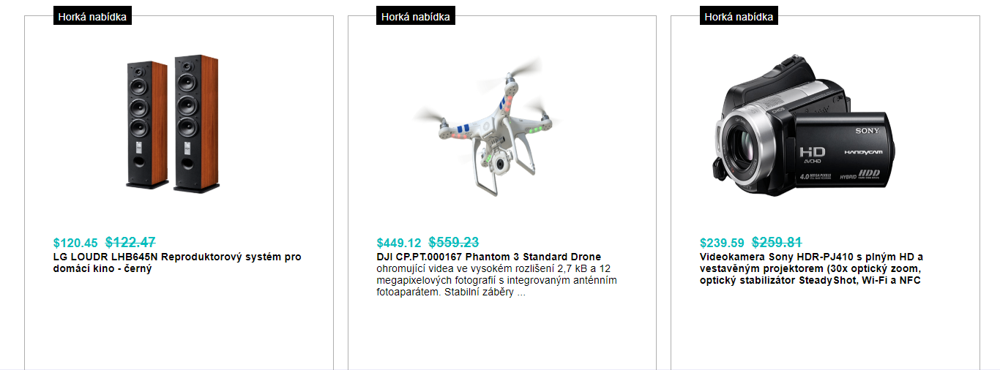 Horká nabídka
$120.45 $122.47
LG LOUDR LHB645N Reproduktorový systém pro
domácí kino - černý
Horká nabídka
$449.12 $559.23
DJI CP.PT.000167 Phantom 3 Standard Drone
ohromující videa ve vysokém rozlišení 2,7 kB a 12
megapixelových fotografií s integrovaným anténním
fotoaparátem. Stabilní záběry ...
Horká nabídka
SONY
HD
AVCHD
HANDYCAM
4.0 MEGA PIXELS
HYBRID HDD
$239.59 $259.81
Videokamera Sony HDR-PJ410 s plným HD a
vestavěným projektorem (30x optický zoom,
optický stabilizátor SteadyShot, Wi-Fi a NFC